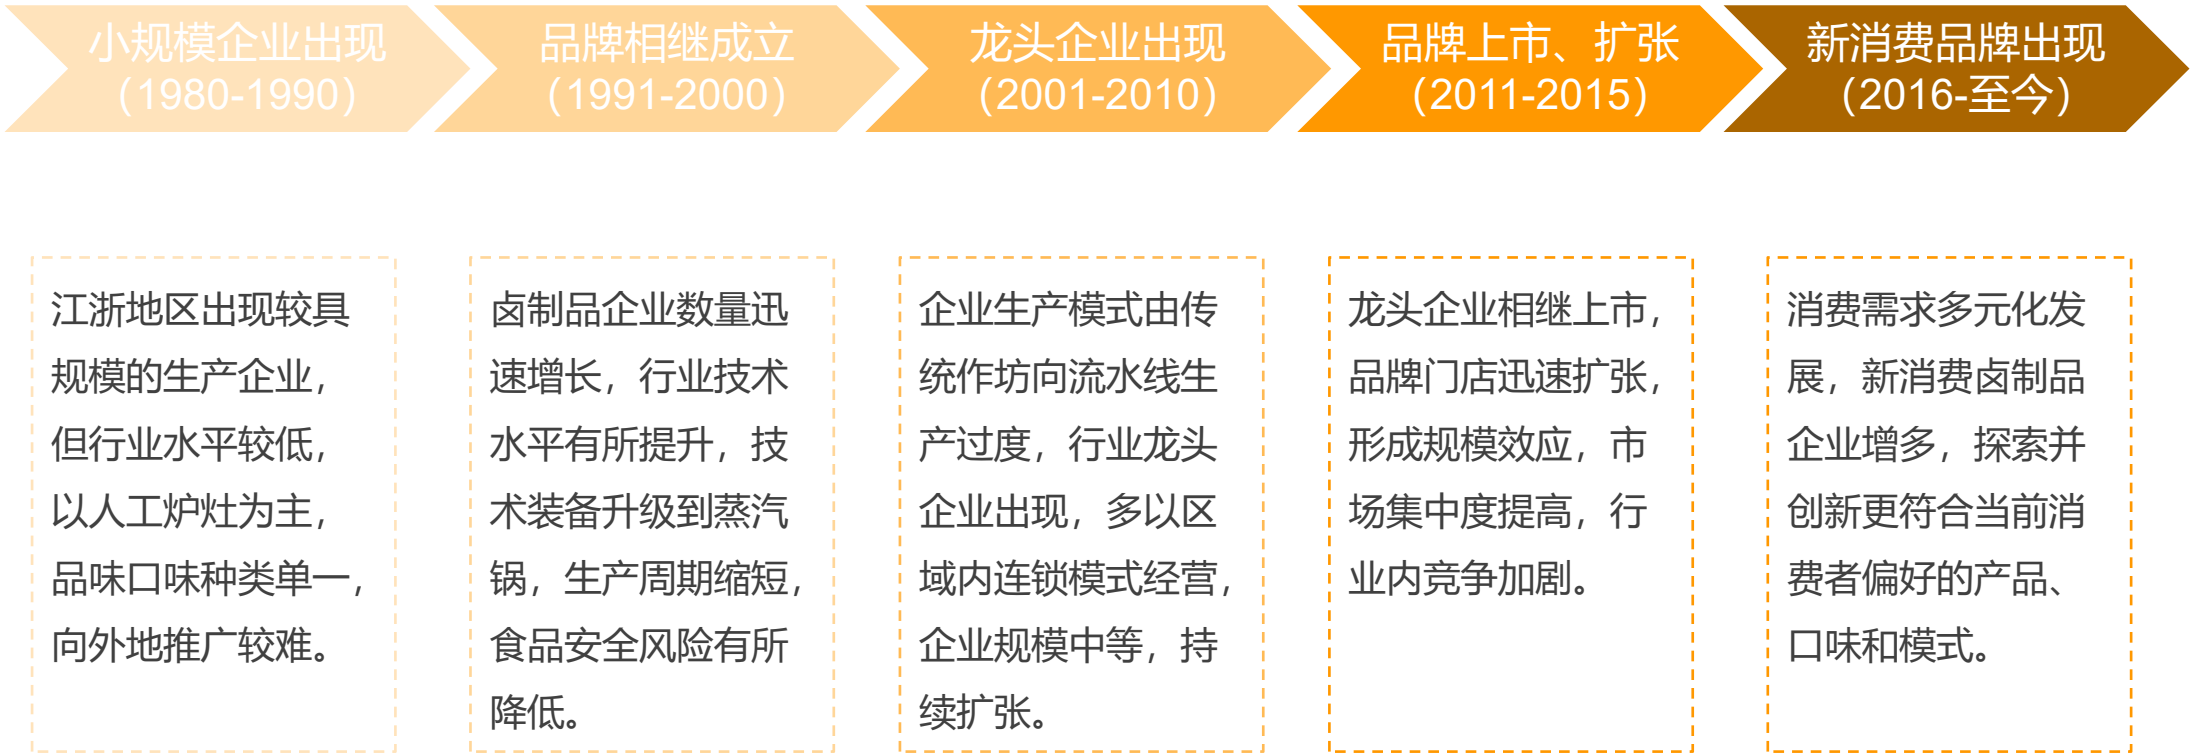 小规模企业出现
（1980-1990）
品牌相继成立
（1991-2000）
龙头企业出现
（2001-2010）
品牌上市、扩张
（2011-2015）
新消费品牌出现
（2016-至今）
江浙地区出现较具
规模的生产企业，
但行业水平较低，
以人工炉灶为主，
品味口味种类单一，
向外地推广较难。
卤制品企业数量迅
速增长，行业技术
水平有所提升，技
术装备升级到蒸汽
锅，生产周期缩短，
食品安全风险有所
降低。
企业生产模式由传
统作坊向流水线生
产过度，行业龙头
企业出现，多以区
域内连锁模式经营，
企业规模中等，持
续扩张。
龙头企业相继上市，
品牌门店迅速扩张，
形成规模效应，市
场集中度提高，行
业内竞争加剧。
消费需求多元化发
展，新消费卤制品
企业增多，探索并
创新更符合当前消
费者偏好的产品、
口味和模式。